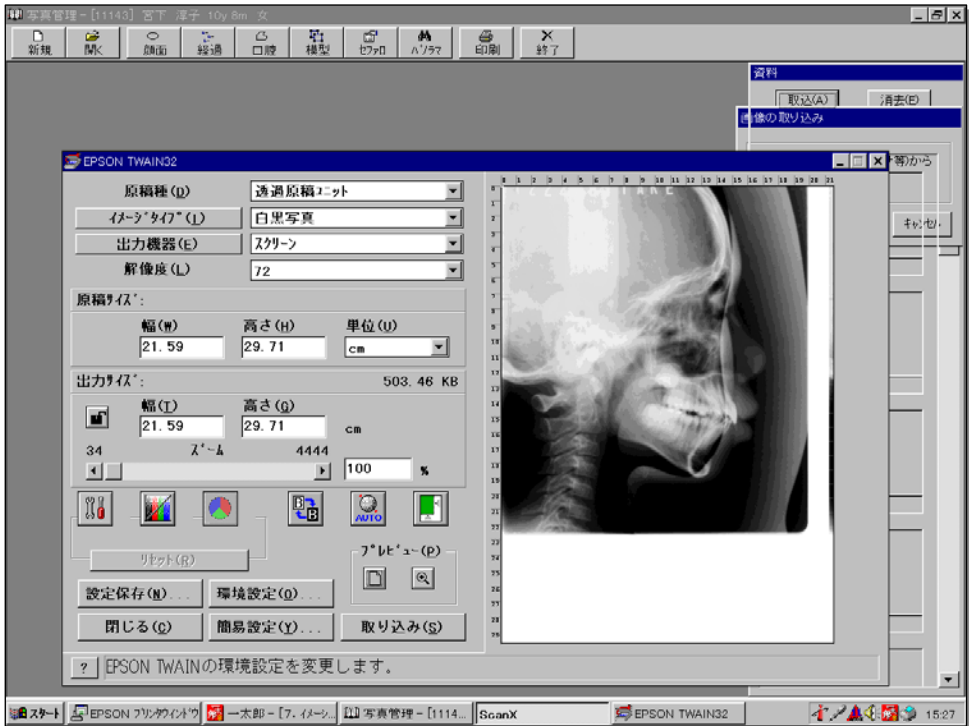 写真管理 - [11143] 宮下 淳子 10y 8m 女
新規 開く 顔面 経過 口腔 模型 セファロ パノラマ 印刷 終了
資料
取込(A) 消去(E)
画像の取り込み
等)から
キャンセル
EPSON TWAIN32
原稿種(D) 透過原稿ユニット
イメージタイプ(I) 白黒写真
出力機器(E) スクリーン
解像度(L) 72
原稿サイズ:
幅(W) 高さ(H) 単位(U)
21.59 29.71 cm
出力サイズ: 503.46 KB
幅(T) 高さ(G)
21.59 29.71 cm
34 ズーム 4444
100 %
AUTO
リセット(R)
プレビュー(P)
設定保存(N)... 環境設定(O)...
閉じる(C) 簡易設定(Y)... 取り込み(S)
? EPSON TWAINの環境設定を変更します。
スタート EPSON プリンタウィンドウ 一太郎 - [7. イメージ... 写真管理 - [1114... ScanX EPSON TWAIN32 15:27